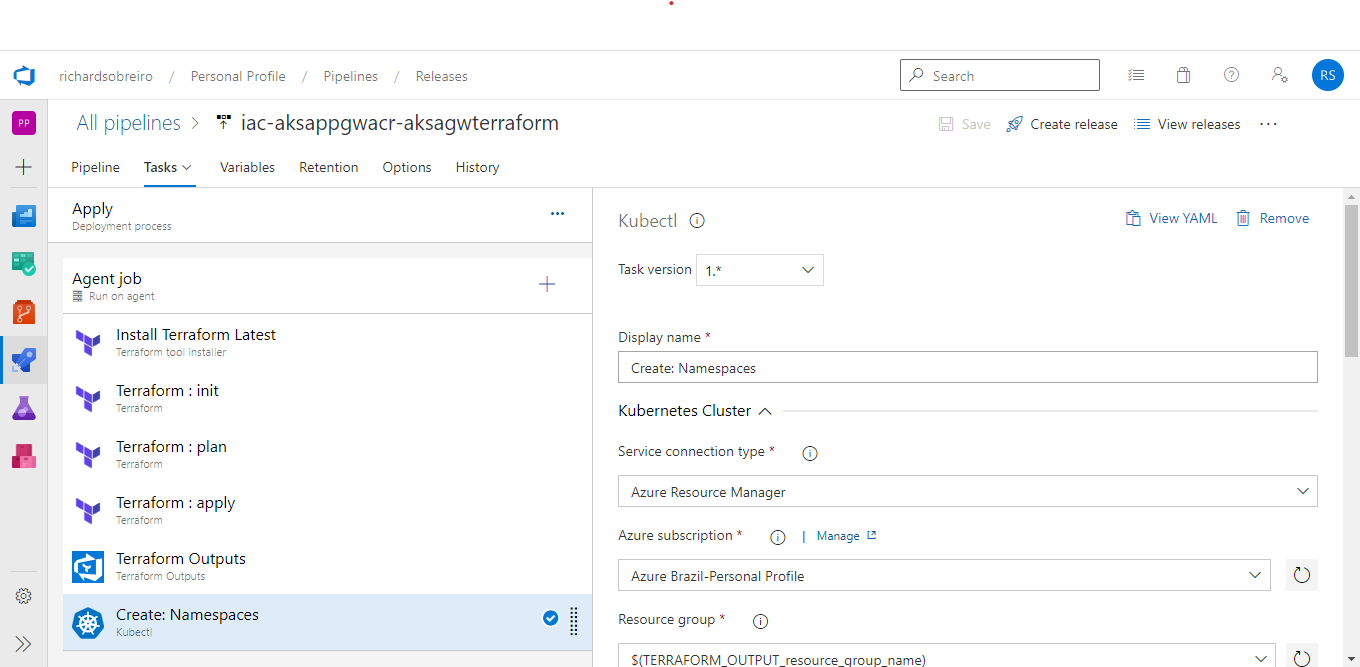 richardsobreiro / Personal Profile / Pipelines / Releases
Search
RS
PP
All pipelines > iac-aksappgwacr-aksagwterraform
Save Create release View releases ...
Pipeline Tasks Variables Retention Options History
Apply
Deployment process
...
Agent job
Run on agent
Install Terraform Latest
Terraform tool installer
Terraform : init
Terraform
Terraform : plan
Terraform
Terraform : apply
Terraform
Terraform Outputs
Terraform Outputs
Create: Namespaces
Kubectl
Kubectl
View YAML Remove
Task version 1.*
Display name *
Create: Namespaces
Kubernetes Cluster
Service connection type *
Azure Resource Manager
Azure subscription * | Manage
Azure Brazil-Personal Profile
Resource group *
$(TERRAFORM_OUTPUT_resource_group_name)